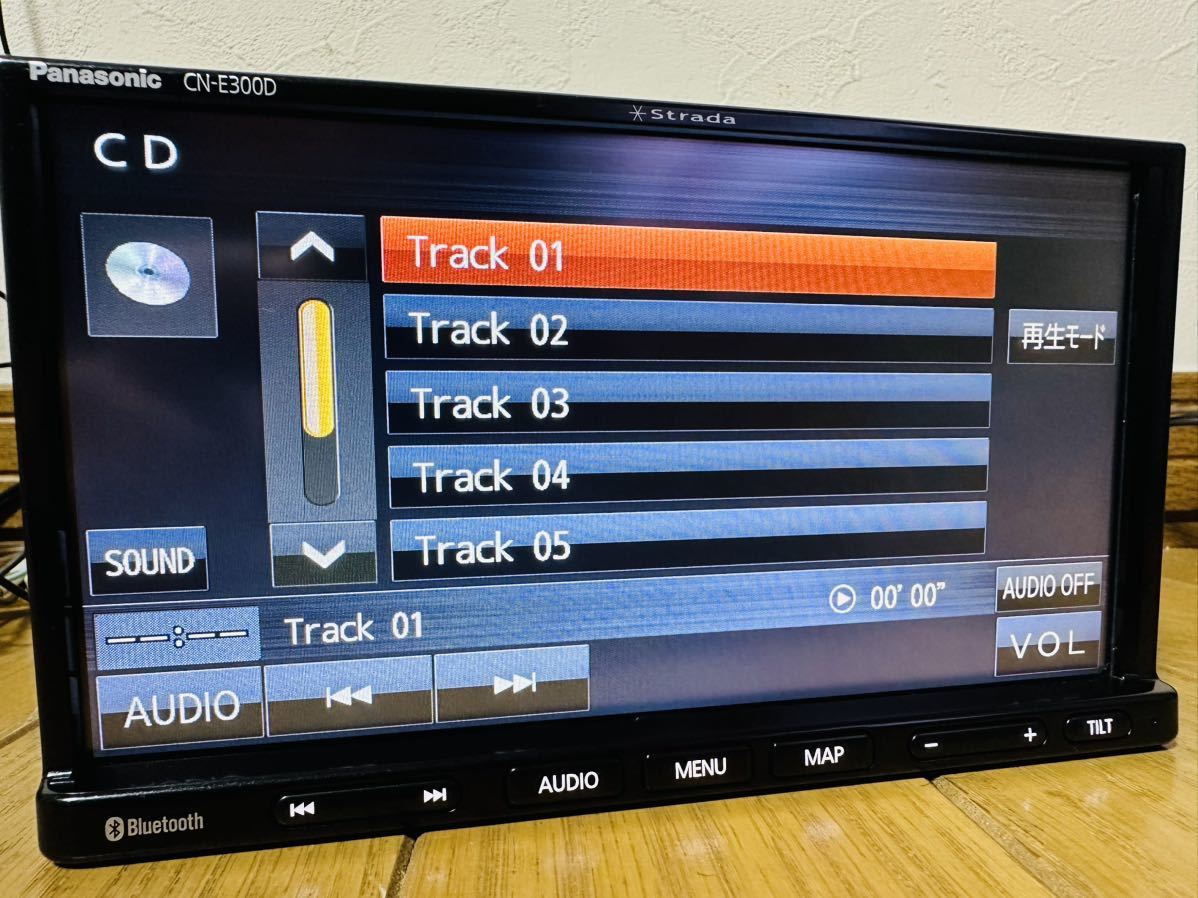 Panasonic CN-E300D
Strada
CD
Track 01
Track 02
再生モード
Track 03
Track 04
Track 05
SOUND
AUDIO OFF
Track 01 00' 00"
VOL
AUDIO
AUDIO MENU MAP - + TILT
Bluetooth